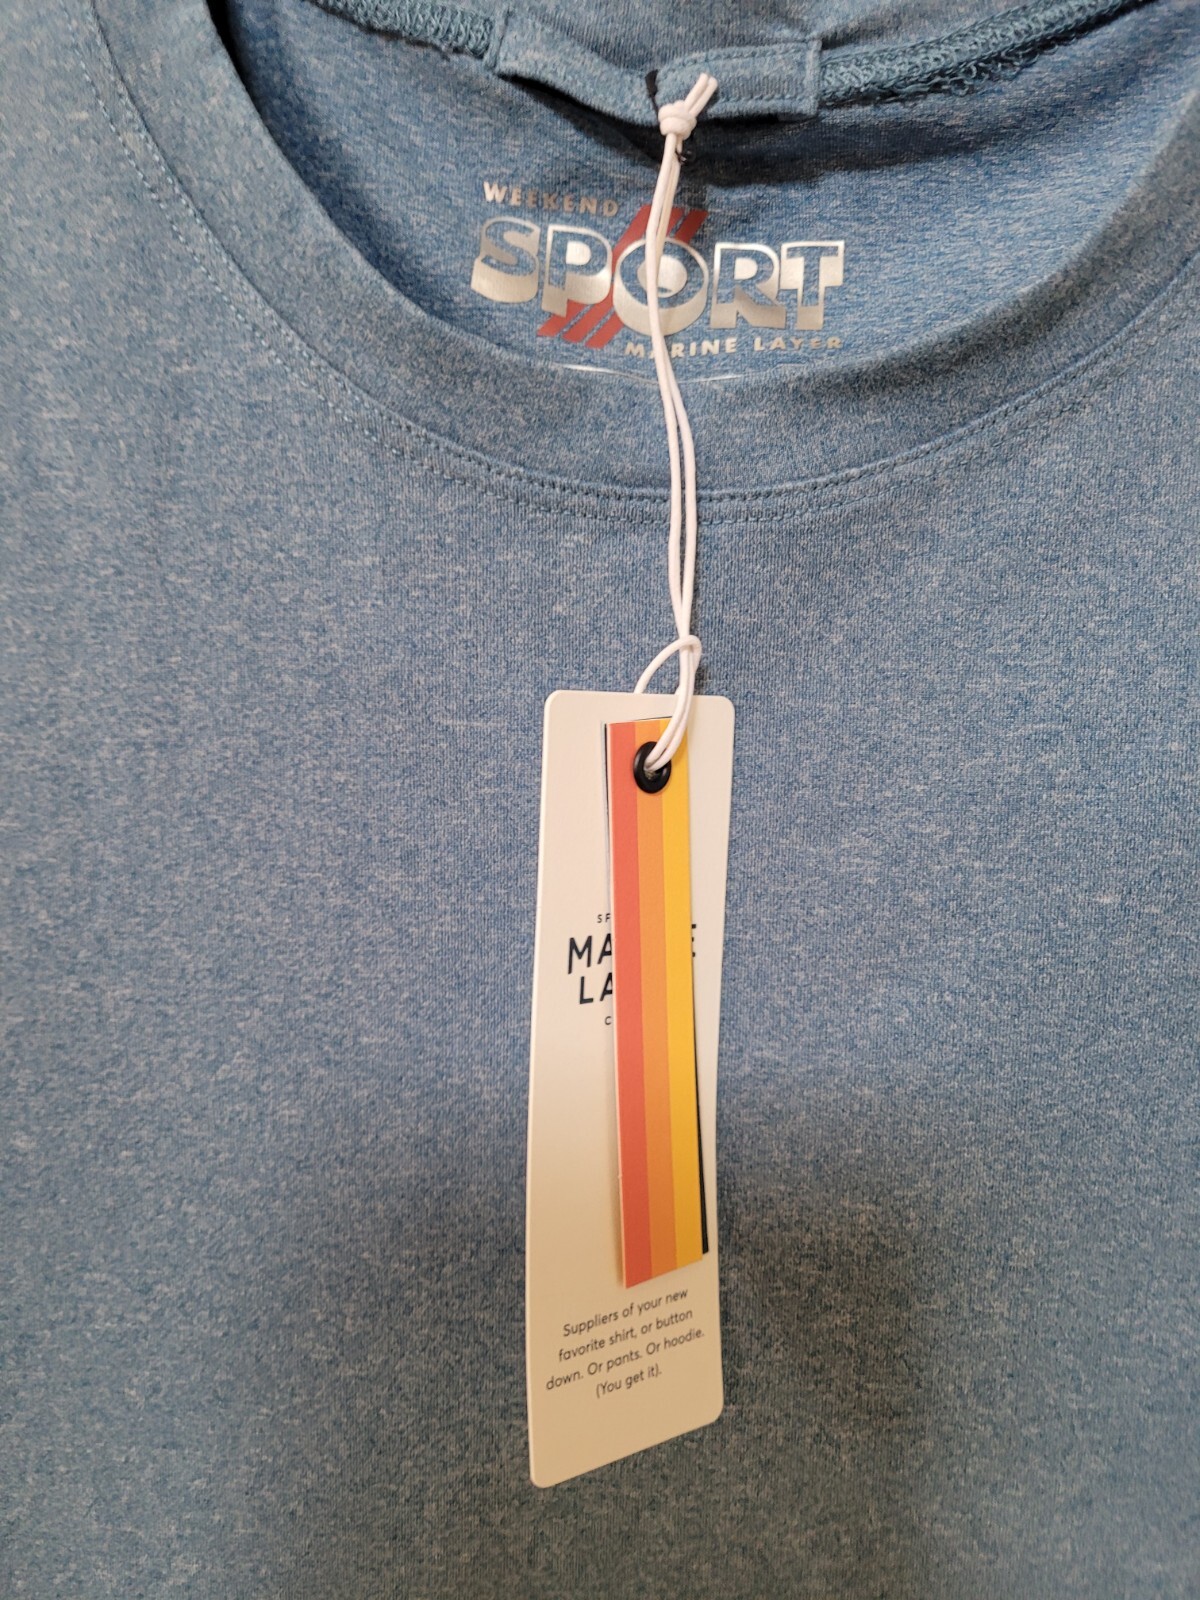 WEEKEND
SPORT
MARINE LAYER
Suppliers of your new
favorite shirt, or button
down. Or pants. Or hoodie.
(You get it).